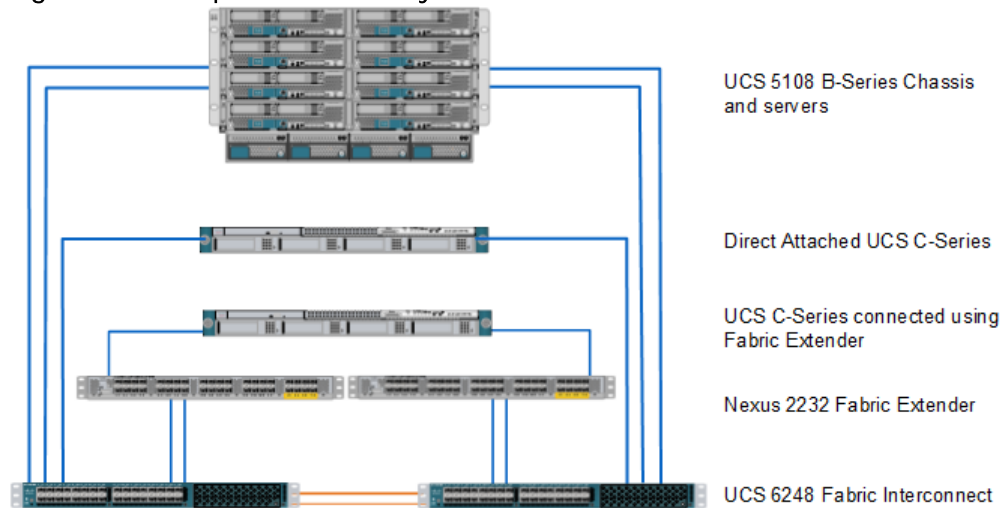 UCS 5108 B-Series Chassis
and servers
Direct Attached UCS C-Series
UCS C-Series connected using
Fabric Extender
Nexus 2232 Fabric Extender
UCS 6248 Fabric Interconnect